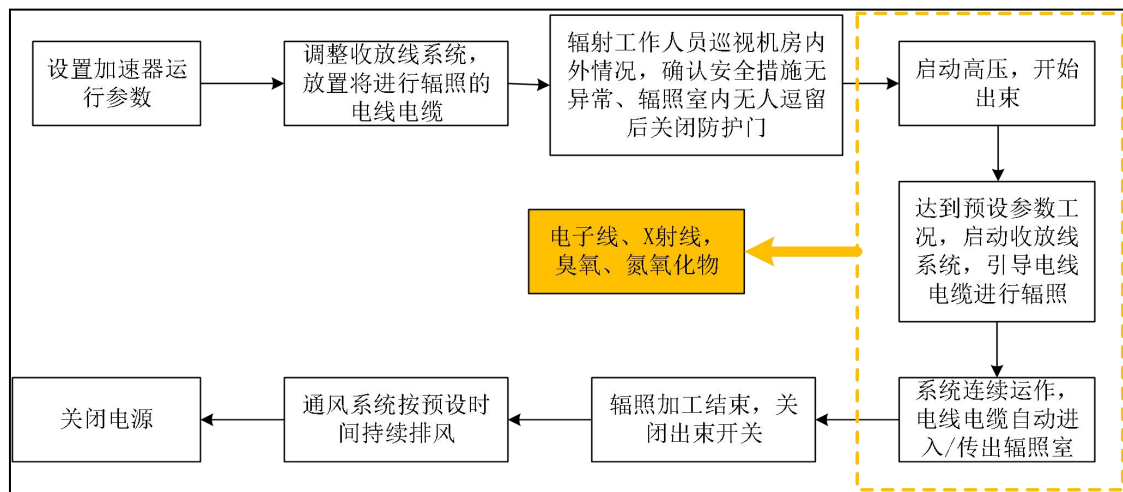 设置加速器运
行参数
调整收放线系统，
放置将进行辐照的
电线电缆
辐射工作人员巡视机房内
外情况，确认安全措施无
异常、辐照室内无人逗留
后关闭防护门
启动高压，开始
出束
达到预设参数工
况，启动收放线
系统，引导电线
电缆进行辐照
电子线、X射线，
臭氧、氮氧化物
系统连续运作，
电线电缆自动进
入/传出辐照室
辐照加工结束，关
闭出束开关
通风系统按预设时
间持续排风
关闭电源